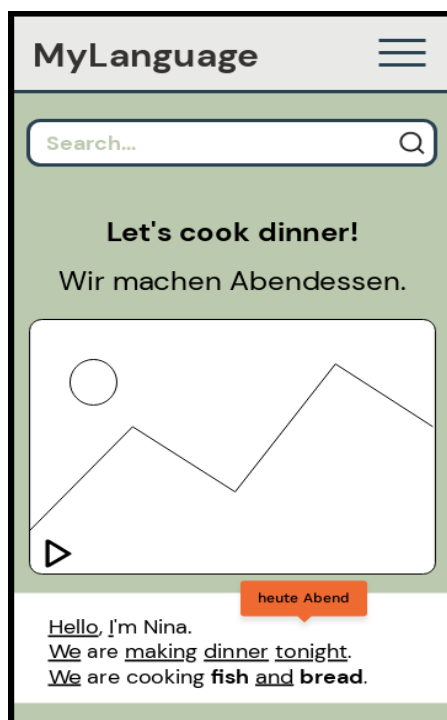 MyLanguage
Search...
Let's cook dinner!
Wir machen Abendessen.
heute Abend
Hello, I'm Nina.
We are making dinner tonight.
We are cooking fish and bread.